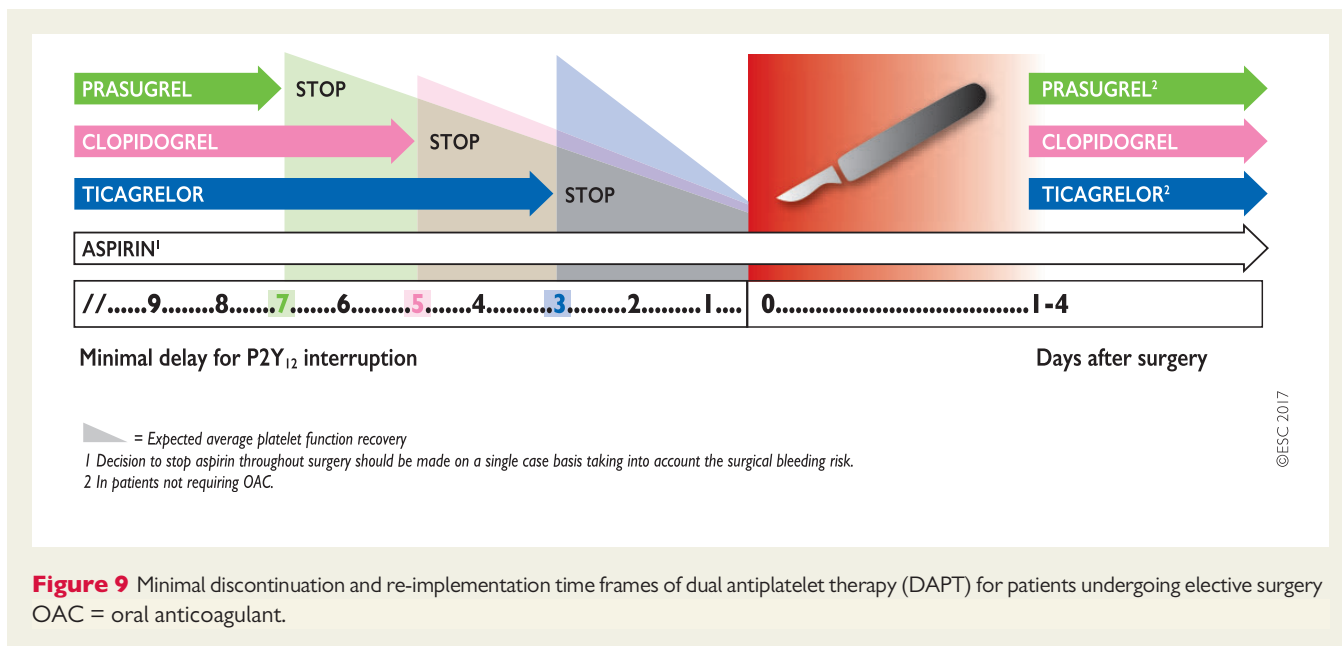 PRASUGREL STOP PRASUGREL²
CLOPIDOGREL STOP CLOPIDOGREL
TICAGRELOR STOP TICAGRELOR²
ASPIRIN¹
//......9........8.......7.......6.........5.......4..........3.........2.........1.... 0......................................1-4
Minimal delay for P2Y₁₂ interruption Days after surgery
= Expected average platelet function recovery
1 Decision to stop aspirin throughout surgery should be made on a single case basis taking into account the surgical bleeding risk.
2 In patients not requiring OAC.
©ESC 2017
Figure 9 Minimal discontinuation and re-implementation time frames of dual antiplatelet therapy (DAPT) for patients undergoing elective surgery
OAC = oral anticoagulant.